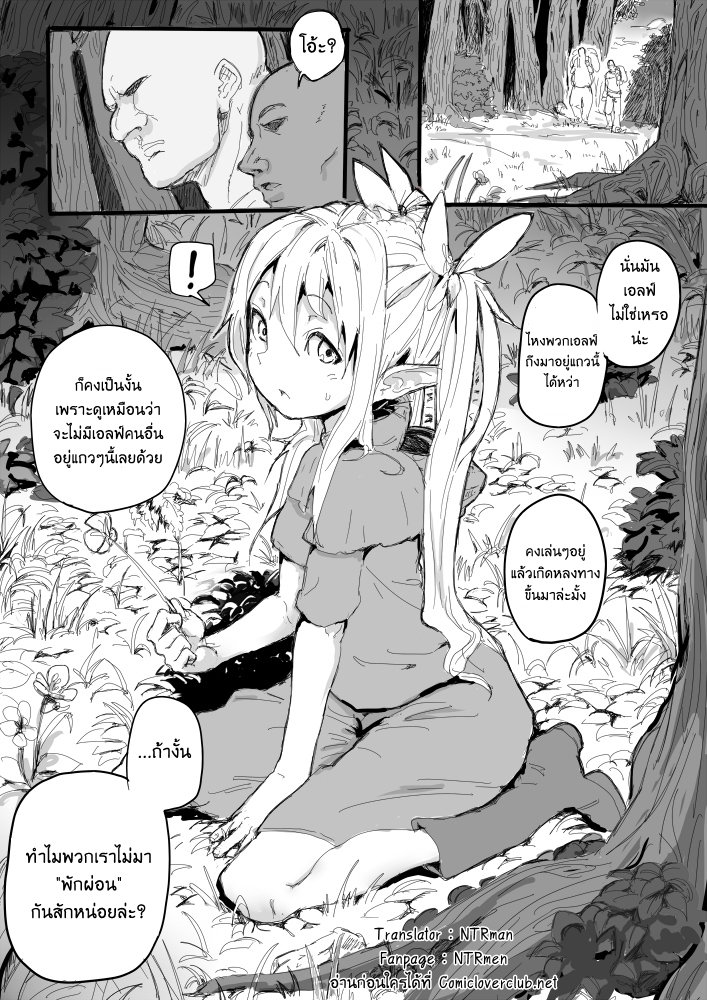 โอ้ะ?
นั่นมัน
เอลฟ์
ไม่ใช่เหรอ
น่ะ
ไหงพวกเอลฟ์
ถึงมาอยู่แถวนี้
ได้หว่า
!
ก็คงเป็นงั้น
เพราะดูเหมือนว่า
จะไม่มีเอลฟ์คนอื่น
อยู่แถวๆนี้เลยด้วย
คงเล่นๆอยู่
แล้วเกิดหลงทาง
ขึ้นมาล่ะมั้ง
...ถ้างั้น
ทำไมพวกเราไม่มา
"พักผ่อน"
กันสักหน่อยล่ะ?
Translator : NTRman
Fanpage : NTRmen
อ่านก่อนใครได้ที่ Comicloverclub.net